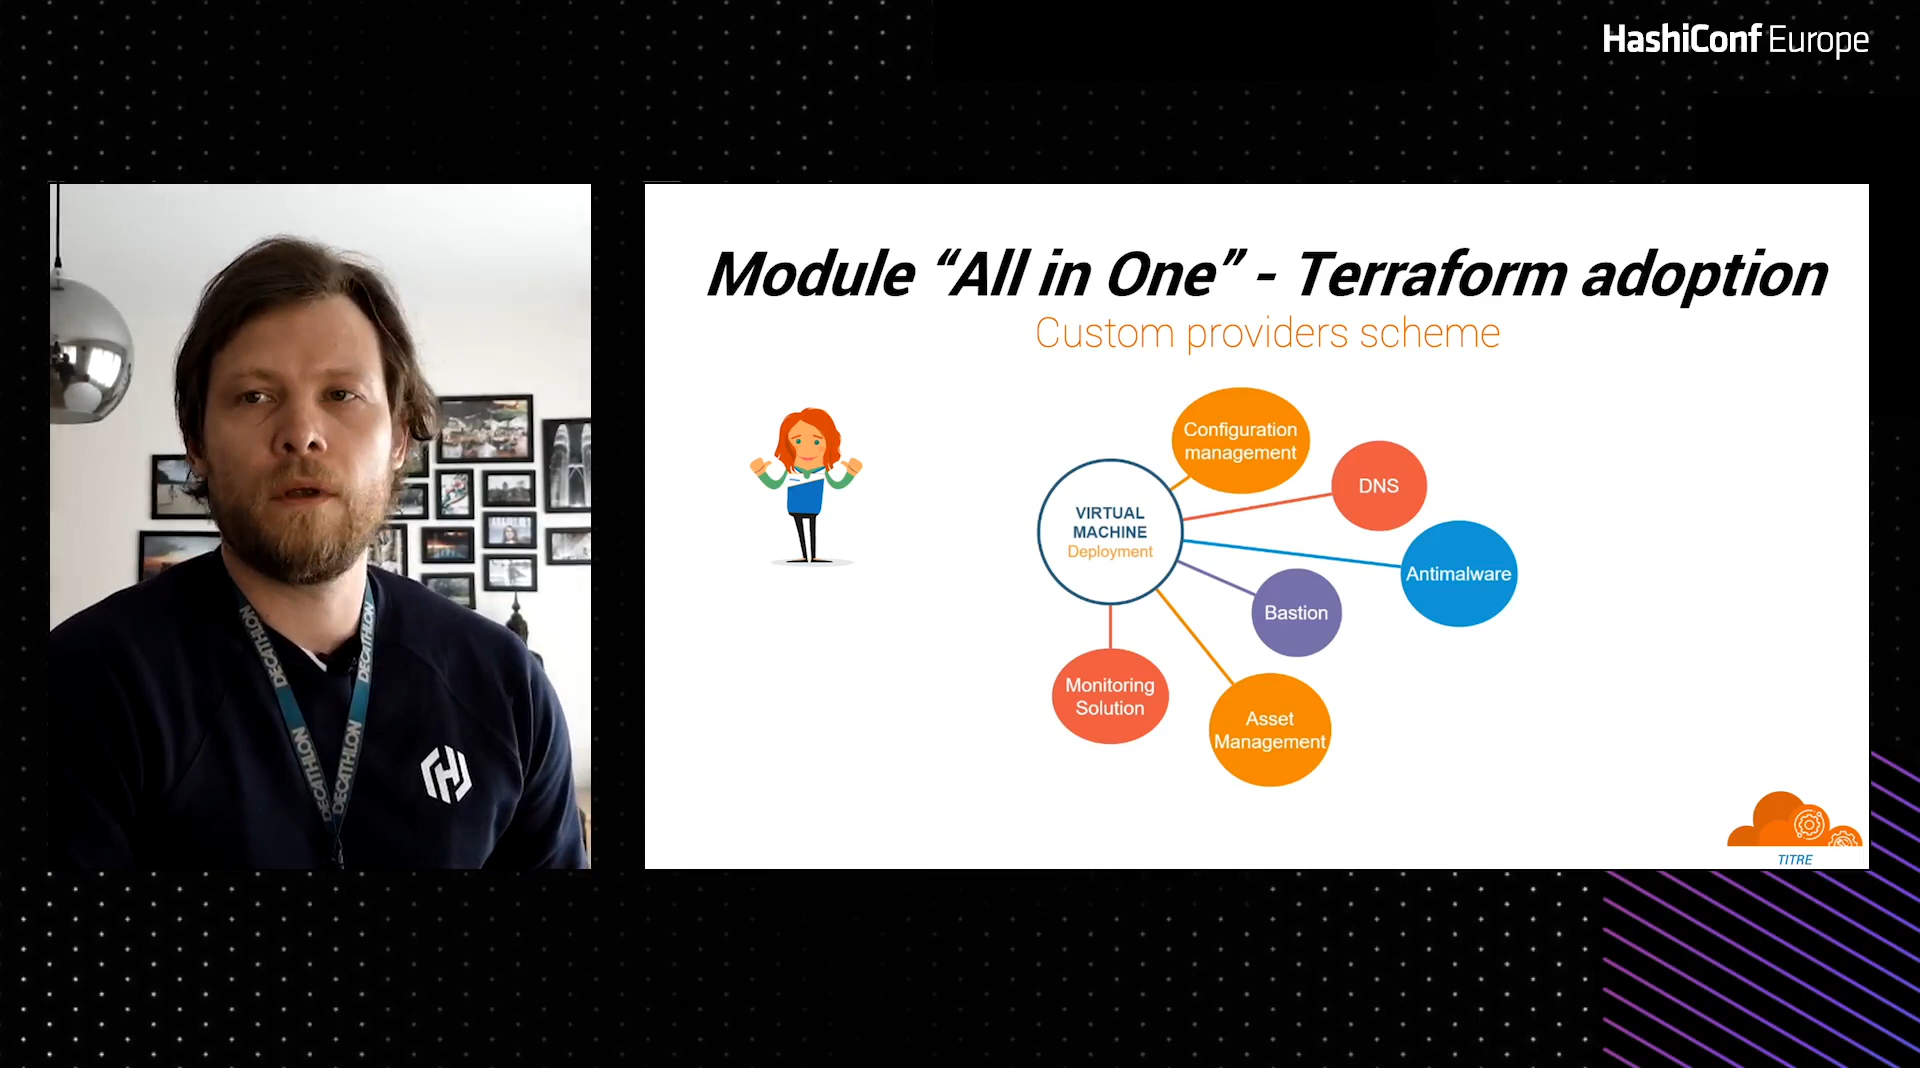 HashiConf Europe
Module “All in One” - Terraform adoption
Custom providers scheme
Configuration
management
DNS
VIRTUAL
MACHINE
Deployment
Antimalware
Bastion
Monitoring
Solution
Asset
Management
TITRE
DECATHLON
DECATHLON
DECATHLON
DECATHLON